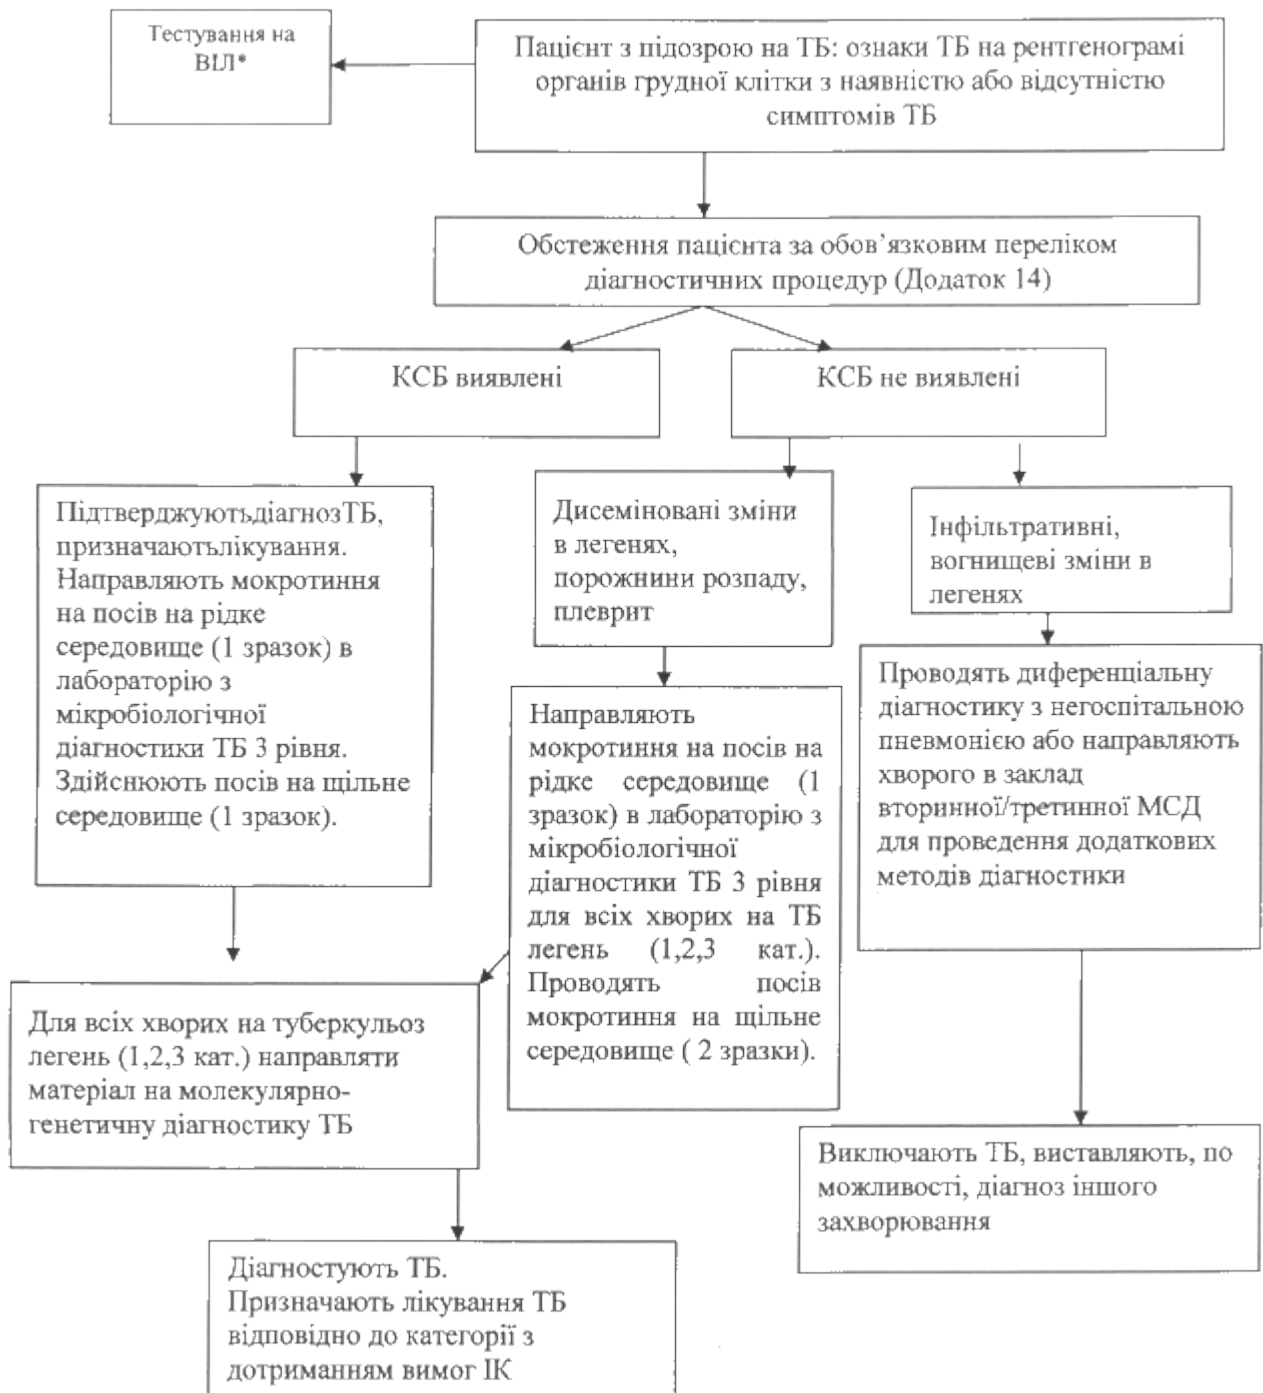 Тестування на
ВІЛ*
Пацієнт з підозрою на ТБ: ознаки ТБ на рентгенограмі
органів грудної клітки з наявністю або відсутністю
симптомів ТБ
Обстеження пацієнта за обов’язковим переліком
діагностичних процедур (Додаток 14)
КСБ виявлені
КСБ не виявлені
ПідтверджуютьдіагнозТБ,
призначаютьлікування.
Направляють мокротиння
на посів на рідке
середовище (1 зразок) в
лабораторію з
мікробіологічної
діагностики ТБ 3 рівня.
Здійснюють посів на щільне
середовище (1 зразок).
Дисеміновані зміни
в легенях,
порожнини розпаду,
плеврит
Інфільтративні,
вогнищеві зміни в
легенях
Направляють
мокротиння на посів на
рідке середовище (1
зразок) в лабораторію з
мікробіологічної
діагностики ТБ 3 рівня
для всіх хворих на ТБ
легень (1,2,3 кат.).
Проводять посів
мокротиння на щільне
середовище ( 2 зразки).
Проводять диференціальну
діагностику з негоспітальною
пневмонією або направляють
хворого в заклад
вторинної/третинної МСД
для проведення додаткових
методів діагностики
Для всіх хворих на туберкульоз
легень (1,2,3 кат.) направляти
матеріал на молекулярно-
генетичну діагностику ТБ
Виключають ТБ, виставляють, по
можливості, діагноз іншого
захворювання
Діагностують ТБ.
Призначають лікування ТБ
відповідно до категорії з
дотриманням вимог ІК